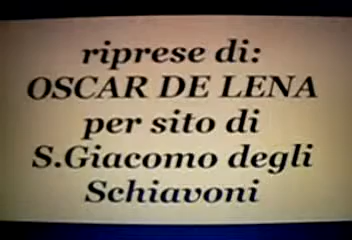 riprese di:
OSCAR DE LENA
per sito di
S.Giacomo degli
Schiavoni